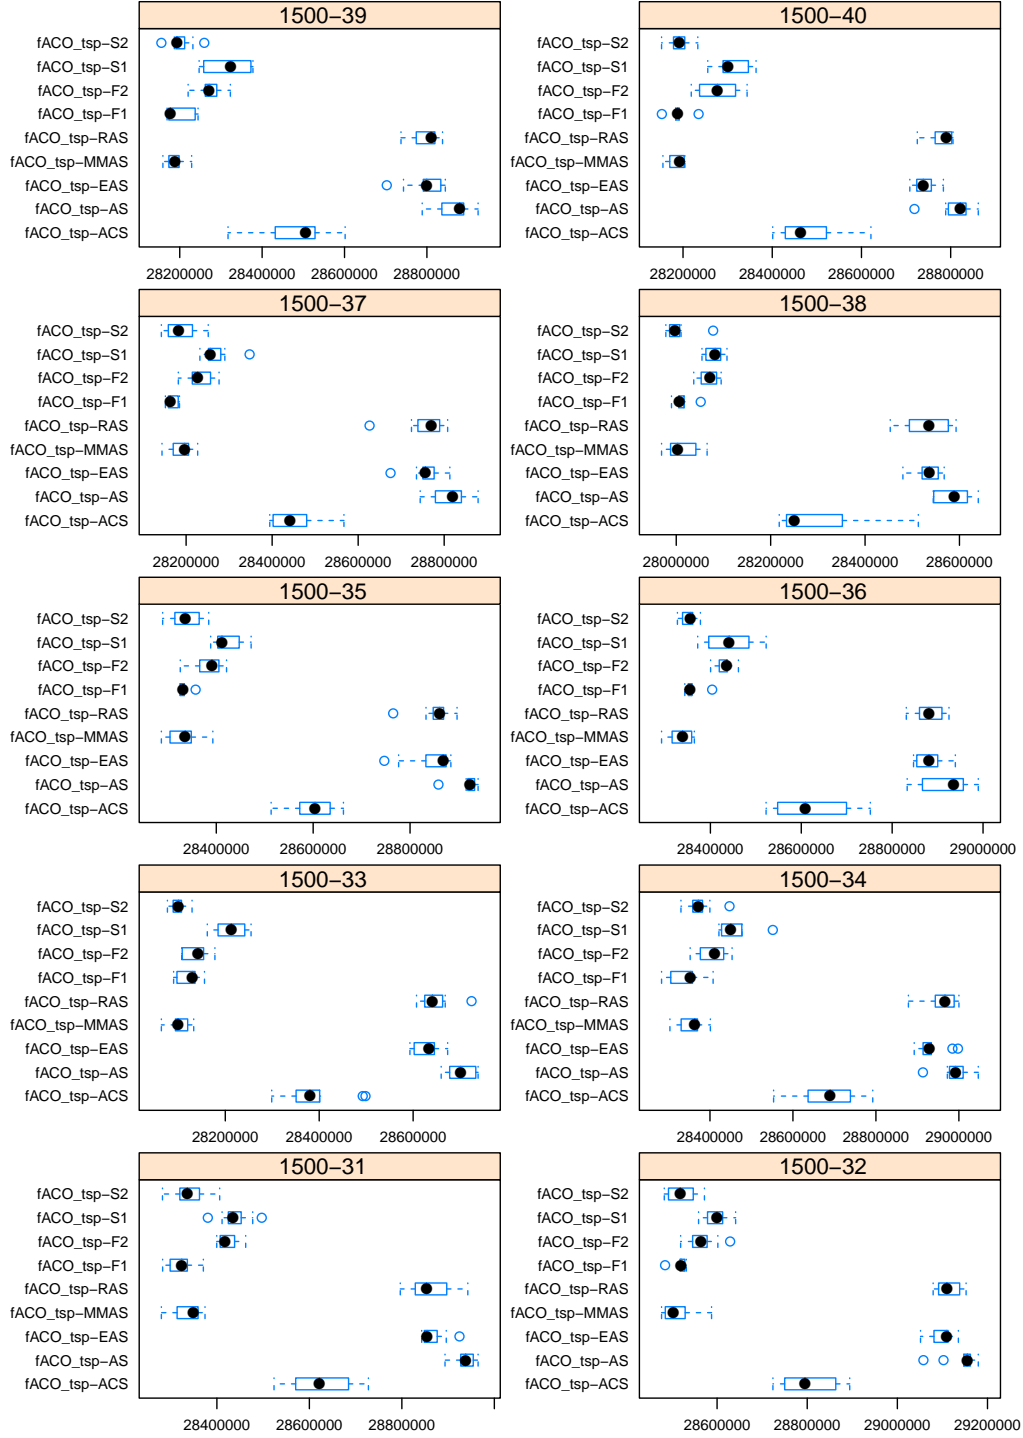 1500−39
fACO_tsp−S2
fACO_tsp−S1
fACO_tsp−F2
fACO_tsp−F1
fACO_tsp−RAS
fACO_tsp−MMAS
fACO_tsp−EAS
fACO_tsp−AS
fACO_tsp−ACS
28200000 28400000 28600000 28800000
1500−40
fACO_tsp−S2
fACO_tsp−S1
fACO_tsp−F2
fACO_tsp−F1
fACO_tsp−RAS
fACO_tsp−MMAS
fACO_tsp−EAS
fACO_tsp−AS
fACO_tsp−ACS
28200000 28400000 28600000 28800000
1500−37
fACO_tsp−S2
fACO_tsp−S1
fACO_tsp−F2
fACO_tsp−F1
fACO_tsp−RAS
fACO_tsp−MMAS
fACO_tsp−EAS
fACO_tsp−AS
fACO_tsp−ACS
28200000 28400000 28600000 28800000
1500−38
fACO_tsp−S2
fACO_tsp−S1
fACO_tsp−F2
fACO_tsp−F1
fACO_tsp−RAS
fACO_tsp−MMAS
fACO_tsp−EAS
fACO_tsp−AS
fACO_tsp−ACS
28000000 28200000 28400000 28600000
1500−35
fACO_tsp−S2
fACO_tsp−S1
fACO_tsp−F2
fACO_tsp−F1
fACO_tsp−RAS
fACO_tsp−MMAS
fACO_tsp−EAS
fACO_tsp−AS
fACO_tsp−ACS
28400000 28600000 28800000
1500−36
fACO_tsp−S2
fACO_tsp−S1
fACO_tsp−F2
fACO_tsp−F1
fACO_tsp−RAS
fACO_tsp−MMAS
fACO_tsp−EAS
fACO_tsp−AS
fACO_tsp−ACS
28400000 28600000 28800000 29000000
1500−33
fACO_tsp−S2
fACO_tsp−S1
fACO_tsp−F2
fACO_tsp−F1
fACO_tsp−RAS
fACO_tsp−MMAS
fACO_tsp−EAS
fACO_tsp−AS
fACO_tsp−ACS
28200000 28400000 28600000
1500−34
fACO_tsp−S2
fACO_tsp−S1
fACO_tsp−F2
fACO_tsp−F1
fACO_tsp−RAS
fACO_tsp−MMAS
fACO_tsp−EAS
fACO_tsp−AS
fACO_tsp−ACS
28400000 28600000 28800000 29000000
1500−31
fACO_tsp−S2
fACO_tsp−S1
fACO_tsp−F2
fACO_tsp−F1
fACO_tsp−RAS
fACO_tsp−MMAS
fACO_tsp−EAS
fACO_tsp−AS
fACO_tsp−ACS
28400000 28600000 28800000
1500−32
fACO_tsp−S2
fACO_tsp−S1
fACO_tsp−F2
fACO_tsp−F1
fACO_tsp−RAS
fACO_tsp−MMAS
fACO_tsp−EAS
fACO_tsp−AS
fACO_tsp−ACS
28600000 28800000 29000000 29200000